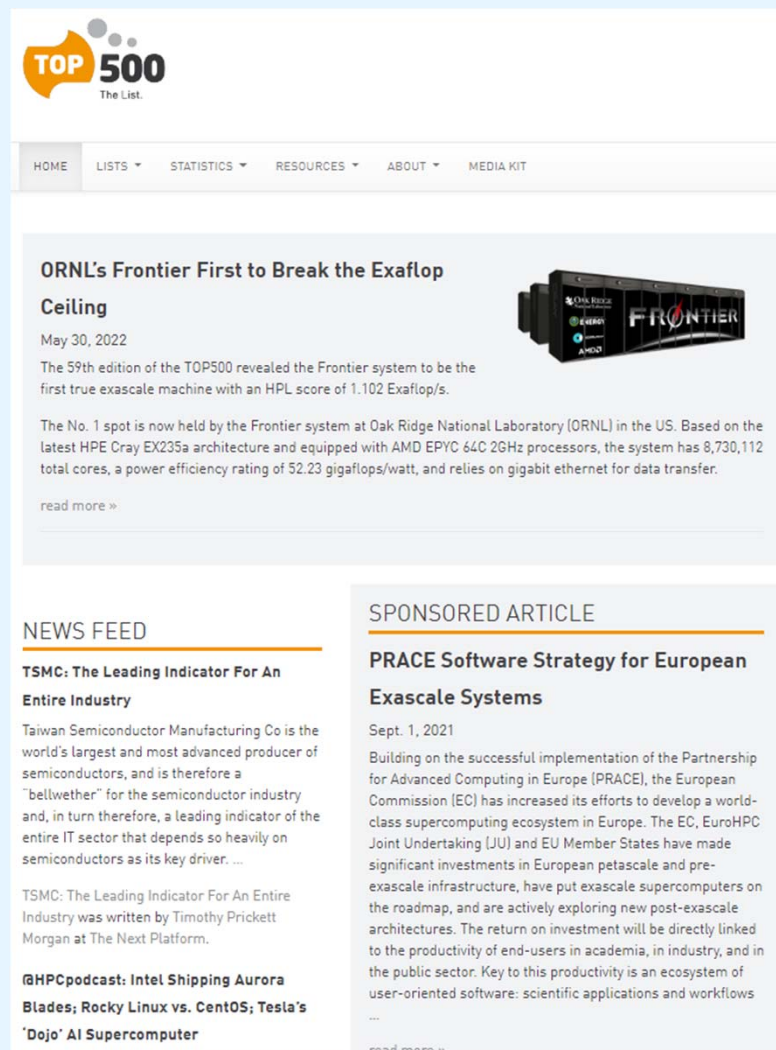 TOP 500
The List.
HOME LISTS STATISTICS RESOURCES ABOUT MEDIA KIT
ORNL's Frontier First to Break the Exaflop
Ceiling
May 30, 2022
The 59th edition of the TOP500 revealed the Frontier system to be the
first true exascale machine with an HPL score of 1.102 Exaflop/s.
OAK RIDGE
ENERGY
AMD
FRONTIER
The No. 1 spot is now held by the Frontier system at Oak Ridge National Laboratory (ORNL) in the US. Based on the
latest HPE Cray EX235a architecture and equipped with AMD EPYC 64C 2GHz processors, the system has 8,730,112
total cores, a power efficiency rating of 52.23 gigaflops/watt, and relies on gigabit ethernet for data transfer.
read more »
NEWS FEED
TSMC: The Leading Indicator For An
Entire Industry
Taiwan Semiconductor Manufacturing Co is the
world's largest and most advanced producer of
semiconductors, and is therefore a
"bellwether" for the semiconductor industry
and, in turn therefore, a leading indicator of the
entire IT sector that depends so heavily on
semiconductors as its key driver. ...
TSMC: The Leading Indicator For An Entire
Industry was written by Timothy Prickett
Morgan at The Next Platform.
@HPCpodcast: Intel Shipping Aurora
Blades; Rocky Linux vs. CentOS; Tesla's
'Dojo' AI Supercomputer
SPONSORED ARTICLE
PRACE Software Strategy for European
Exascale Systems
Sept. 1, 2021
Building on the successful implementation of the Partnership
for Advanced Computing in Europe (PRACE), the European
Commission (EC) has increased its efforts to develop a world-
class supercomputing ecosystem in Europe. The EC, EuroHPC
Joint Undertaking (JU) and EU Member States have made
significant investments in European petascale and pre-
exascale infrastructure, have put exascale supercomputers on
the roadmap, and are actively exploring new post-exascale
architectures. The return on investment will be directly linked
to the productivity of end-users in academia, in industry, and in
the public sector. Key to this productivity is an ecosystem of
user-oriented software: scientific applications and workflows
...
read more »